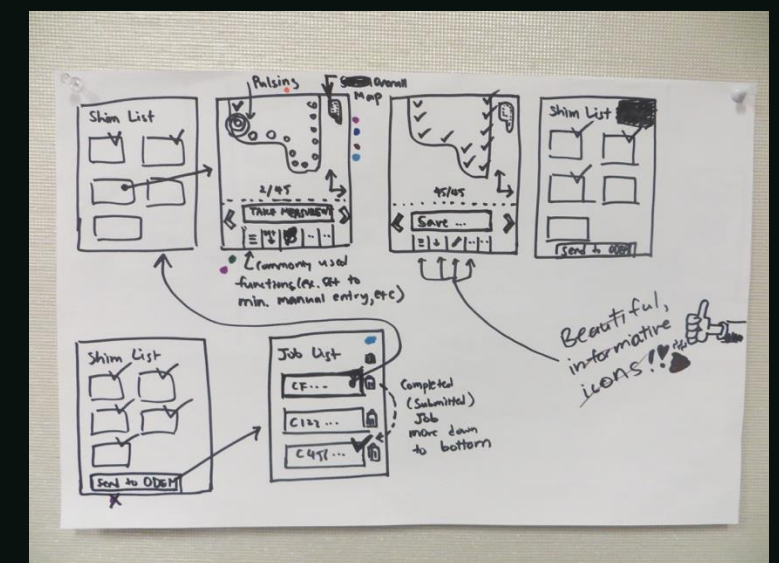 Pulsing
Overall
Map
Shim List
2/45
TAKE MEASUREMENT
Commonly used
functions (ex. set to
min. manual entry, etc)
45/45
Save ...
Shim List
Send to ODEM
Beautiful,
informative
icons!!
Shim List
Send to ODEM
Job List
CF...
C123 ...
C456 ...
Completed
(Submitted)
Job
move down
to bottom